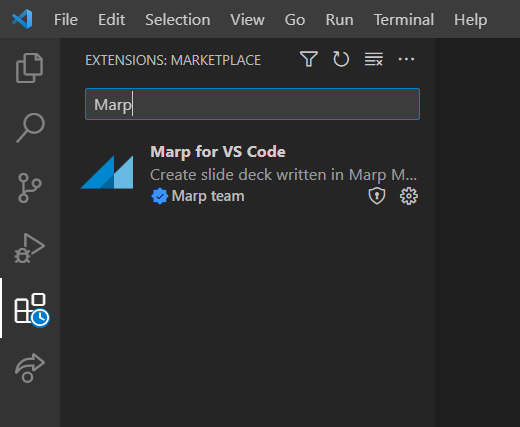 File Edit Selection View Go Run Terminal Help
EXTENSIONS: MARKETPLACE
Marp
Marp for VS Code
Create slide deck written in Marp M...
Marp team